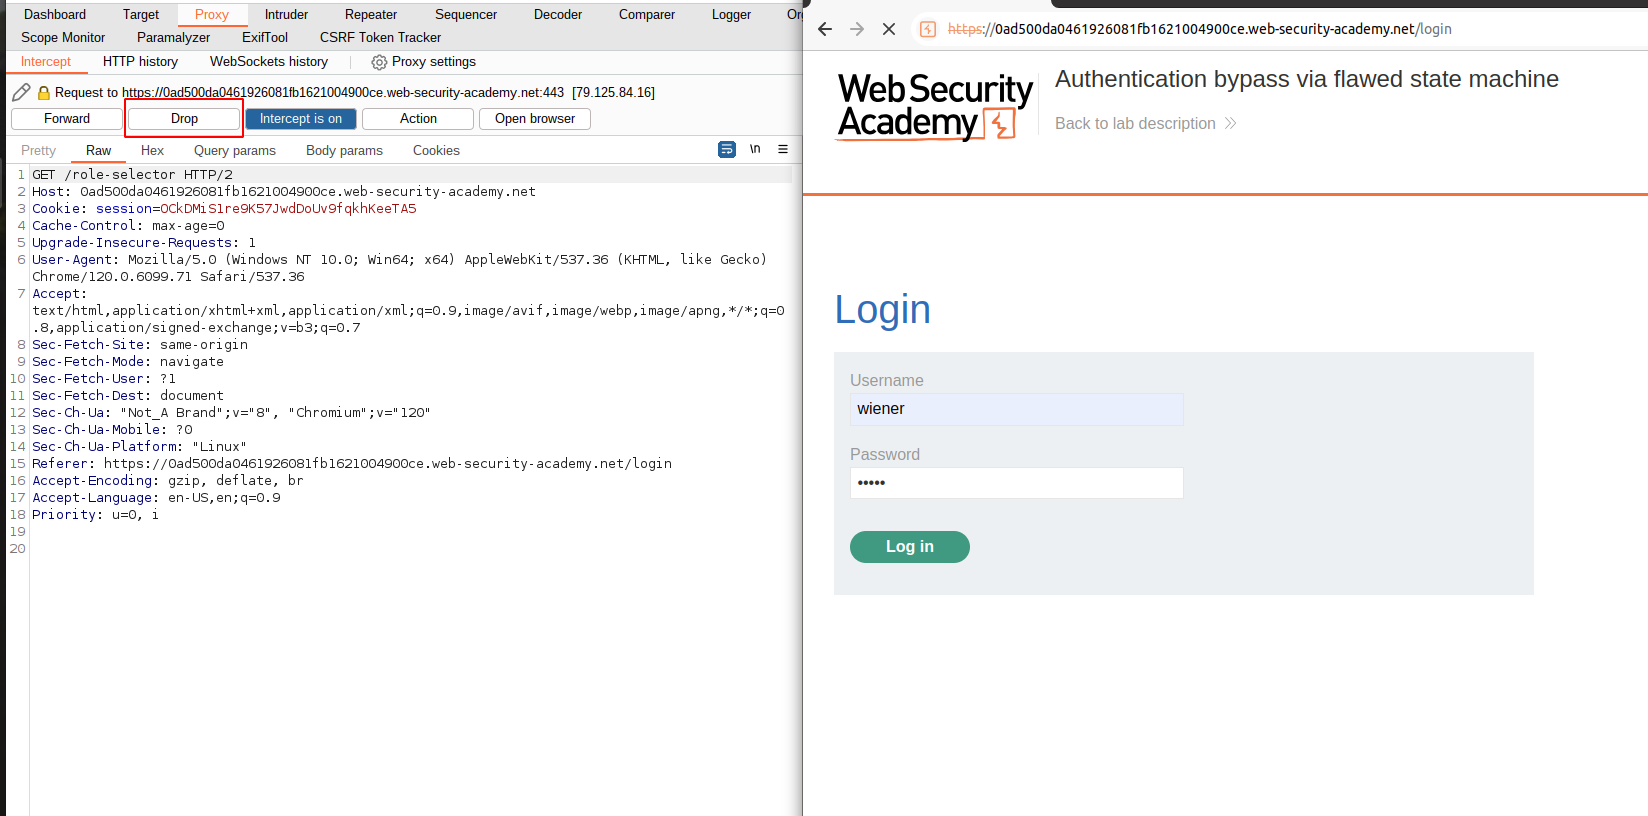 Dashboard Target Proxy Intruder Repeater Sequencer Decoder Comparer Logger
Scope Monitor Paramalyzer ExifTool CSRF Token Tracker
Intercept HTTP history WebSockets history Proxy settings
Request to https://0ad500da0461926081fb1621004900ce.web-security-academy.net:443 [79.125.84.16]
Forward Drop Intercept is on Action Open browser
Pretty Raw Hex Query params Body params Cookies \n
1 GET /role-selector HTTP/2
2 Host: 0ad500da0461926081fb1621004900ce.web-security-academy.net
3 Cookie: session=OCkDMiS1re9K57JwdDoUv9fqkhKeeTA5
4 Cache-Control: max-age=0
5 Upgrade-Insecure-Requests: 1
6 User-Agent: Mozilla/5.0 (Windows NT 10.0; Win64; x64) AppleWebKit/537.36 (KHTML, like Gecko)
Chrome/120.0.6099.71 Safari/537.36
7 Accept:
text/html,application/xhtml+xml,application/xml;q=0.9,image/avif,image/webp,image/apng,*/*;q=0
.8,application/signed-exchange;v=b3;q=0.7
8 Sec-Fetch-Site: same-origin
9 Sec-Fetch-Mode: navigate
10 Sec-Fetch-User: ?1
11 Sec-Fetch-Dest: document
12 Sec-Ch-Ua: "Not_A Brand";v="8", "Chromium";v="120"
13 Sec-Ch-Ua-Mobile: ?0
14 Sec-Ch-Ua-Platform: "Linux"
15 Referer: https://0ad500da0461926081fb1621004900ce.web-security-academy.net/login
16 Accept-Encoding: gzip, deflate, br
17 Accept-Language: en-US,en;q=0.9
18 Priority: u=0, i
19
20
https://0ad500da0461926081fb1621004900ce.web-security-academy.net/login
Web Security
Academy
Authentication bypass via flawed state machine
Back to lab description
Login
Username
wiener
Password
•••••
Log in